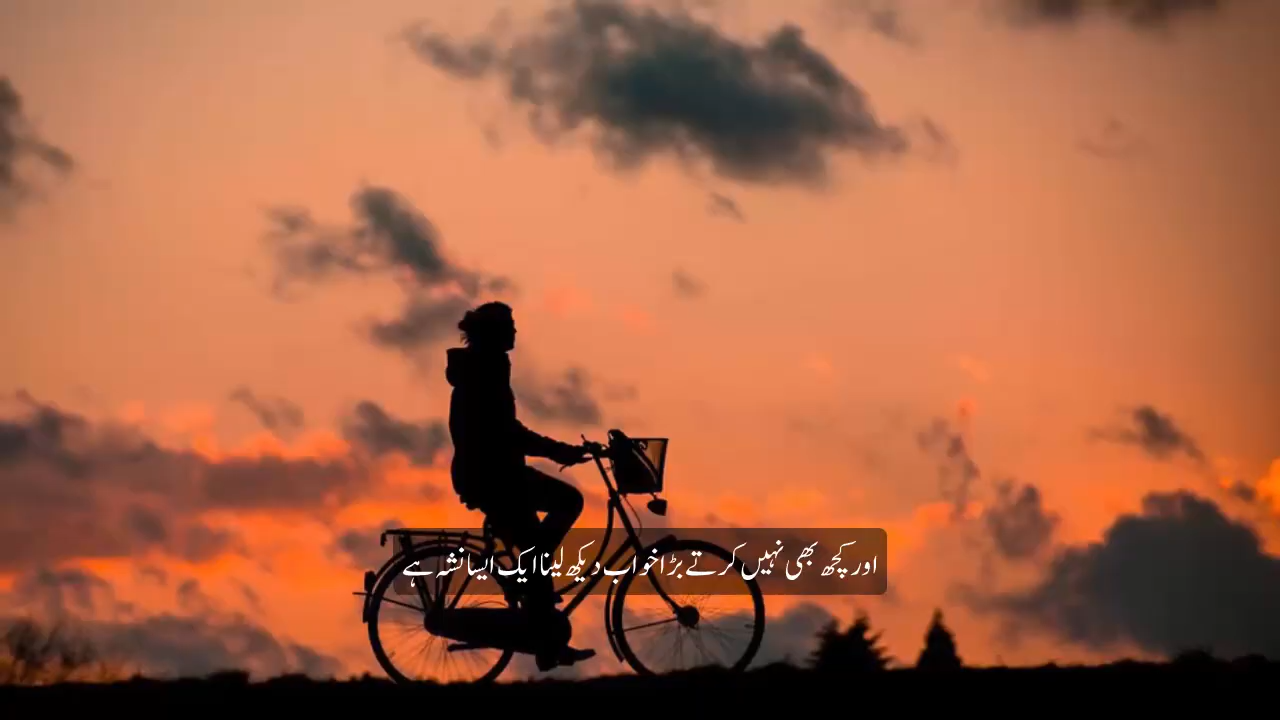 اور کچھ بھی نہیں کرتے بڑا خواب دیکھ لینا ایک ایسا نشہ ہے